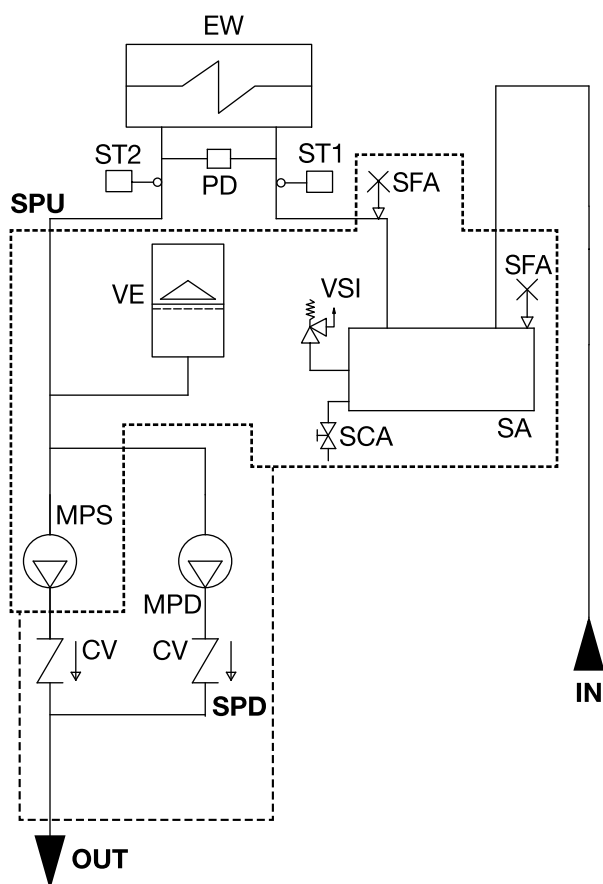 EW
ST2
ST1
PD
SFA
SPU
SFA
VE
VSI
SCA
SA
MPS
MPD
CV
CV
SPD
IN
OUT